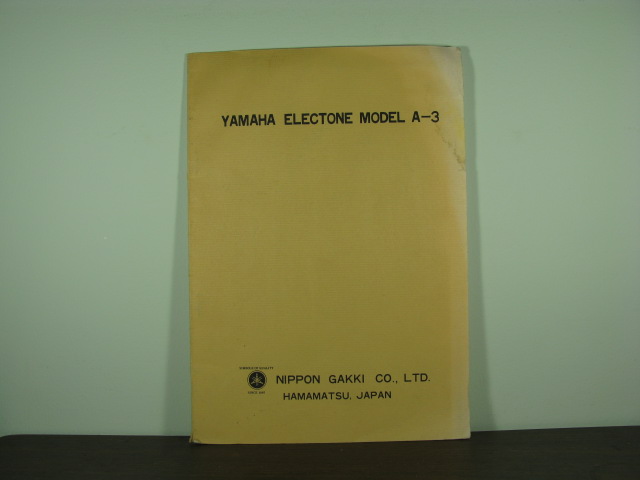 YAMAHA ELECTONE MODEL A-3
NIPPON GAKKI CO., LTD.
HAMAMATSU, JAPAN